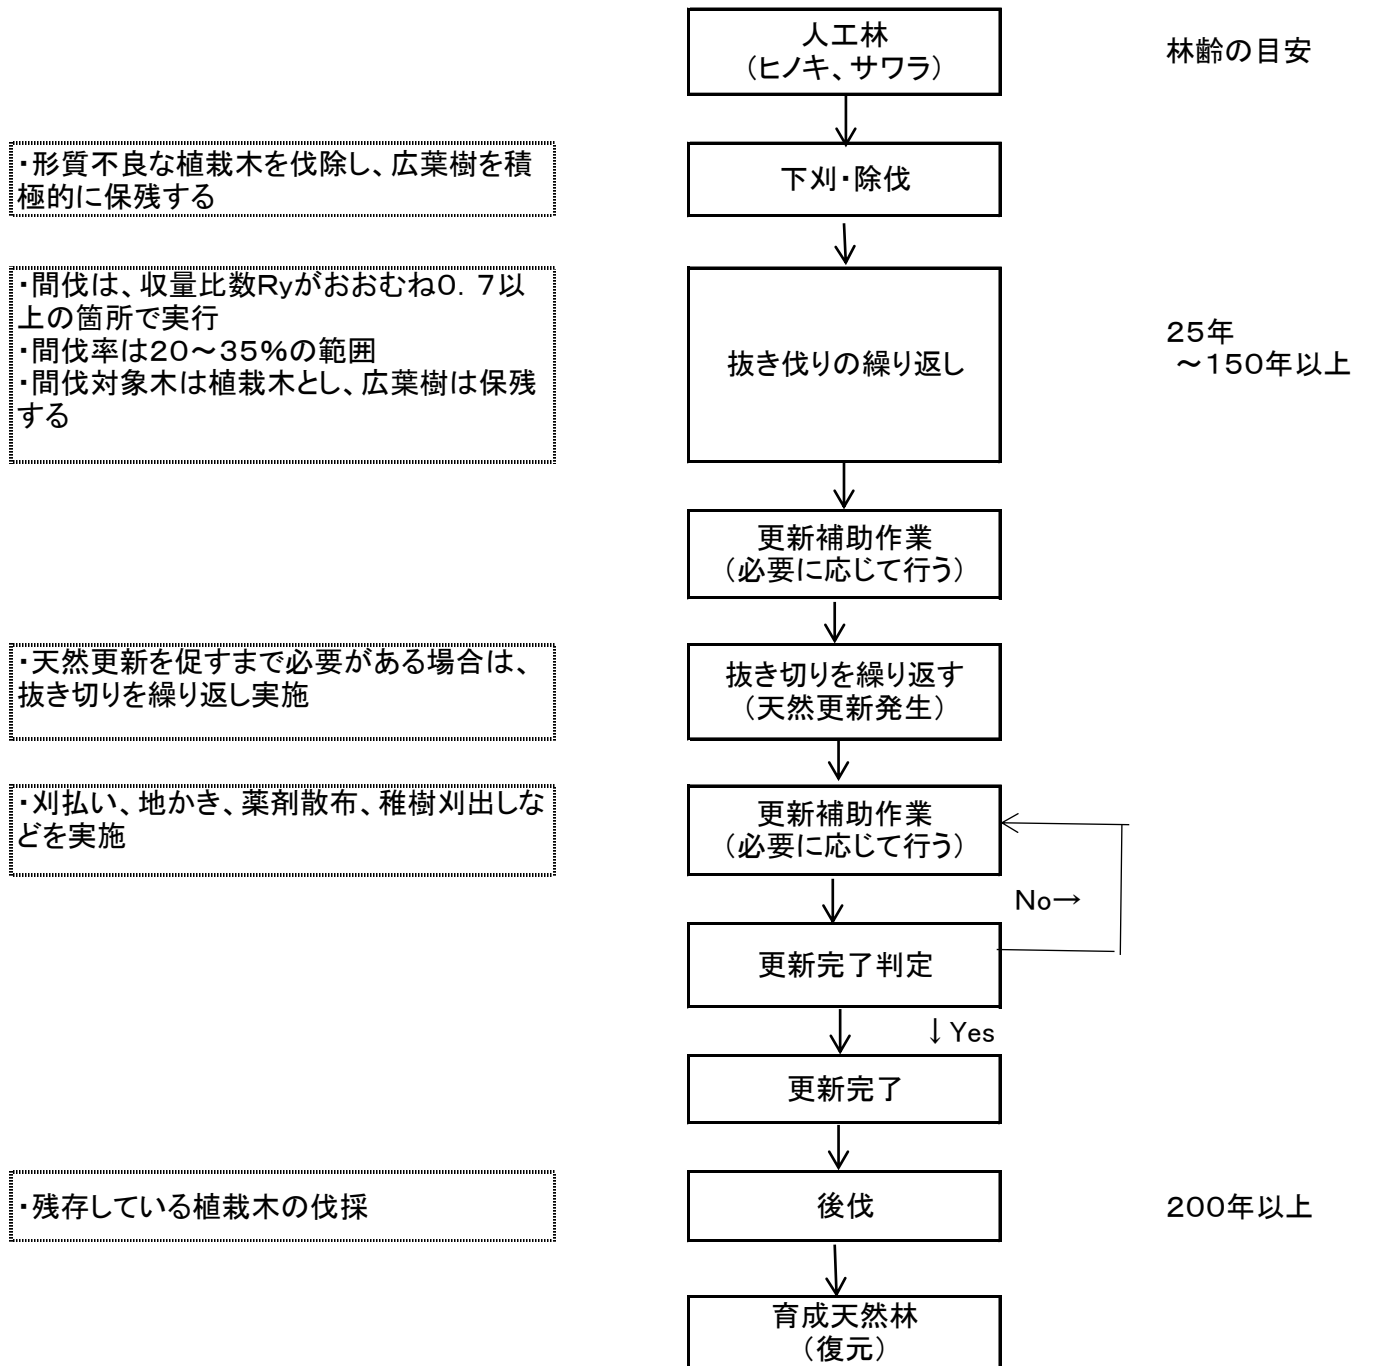 人工林
（ヒノキ、サワラ）
林齢の目安
・形質不良な植栽木を伐除し、広葉樹を積
極的に保残する
下刈・除伐
・間伐は、収量比数Ryがおおむね0．7以
上の箇所で実行
・間伐率は20～35%の範囲
・間伐対象木は植栽木とし、広葉樹は保残
する
抜き伐りの繰り返し
25年
～150年以上
更新補助作業
（必要に応じて行う）
・天然更新を促すまで必要がある場合は、
抜き切りを繰り返し実施
抜き切りを繰り返す
（天然更新発生）
・刈払い、地かき、薬剤散布、稚樹刈出しな
どを実施
更新補助作業
（必要に応じて行う）
No→
更新完了判定
↓Yes
更新完了
・残存している植栽木の伐採
後伐
200年以上
育成天然林
（復元）